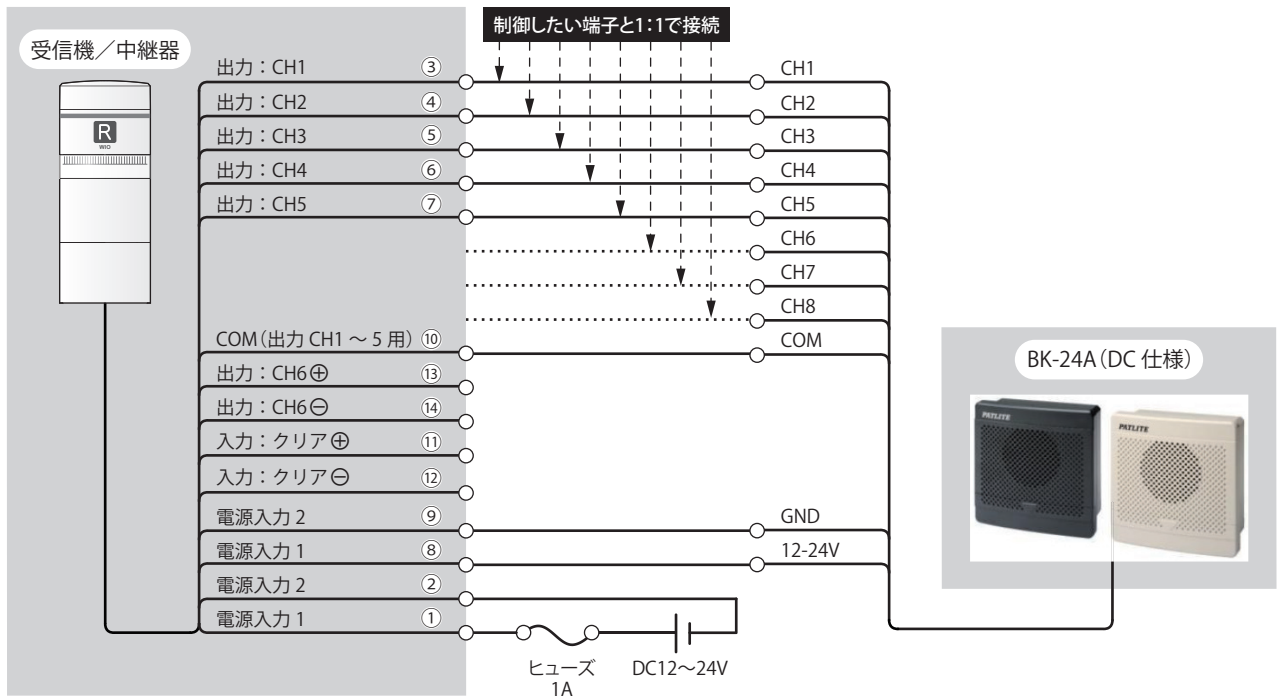 制御したい端子と1:1で接続
受信機／中継器
R
WIO
出力：CH1 ③ CH1
出力：CH2 ④ CH2
出力：CH3 ⑤ CH3
出力：CH4 ⑥ CH4
出力：CH5 ⑦ CH5
CH6
CH7
CH8
COM（出力 CH1 ～ 5 用） ⑩ COM
出力：CH6⊕ ⑬
出力：CH6⊖ ⑭
入力：クリア⊕ ⑪
入力：クリア⊖ ⑫
電源入力 2 ⑨ GND
電源入力 1 ⑧ 12-24V
電源入力 2 ②
電源入力 1 ①
ヒューズ
1A
DC12～24V
BK-24A（DC 仕様）
PATLITE
PATLITE